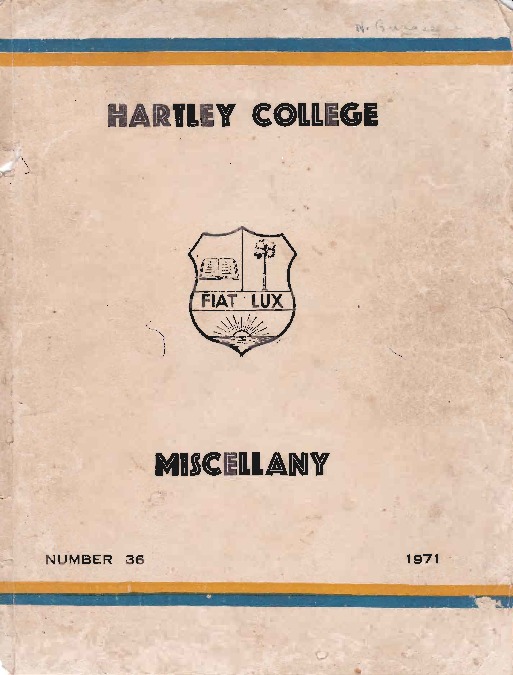 HARTLEY COLLEGE
FIAT LUX
MISCELLANY
NUMBER 36 1971